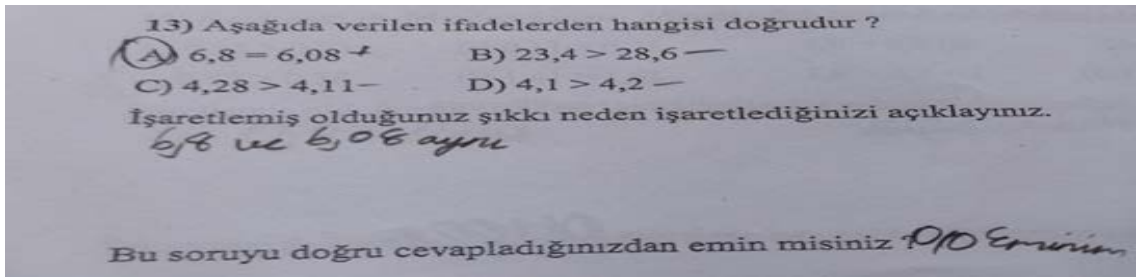 13) Aşağıda verilen ifadelerden hangisi doğrudur ?
A) 6,8 = 6,08 + B) 23,4 > 28,6 —
C) 4,28 > 4,11 – D) 4,1 > 4,2 —
İşaretlemiş olduğunuz şıkkı neden işaretlediğinizi açıklayınız.
6,8 ve 6,08 aynı
Bu soruyu doğru cevapladığınızdan emin misiniz ? Eminim